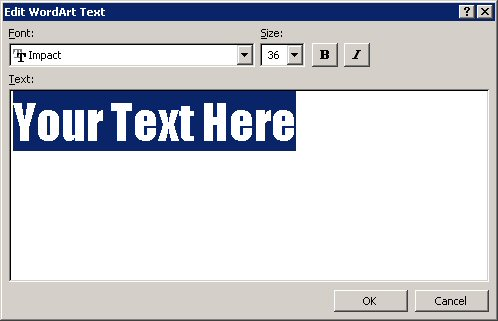 Edit WordArt Text
Font:
Size:
Impact
36
B
I
Text:
Your Text Here
OK
Cancel